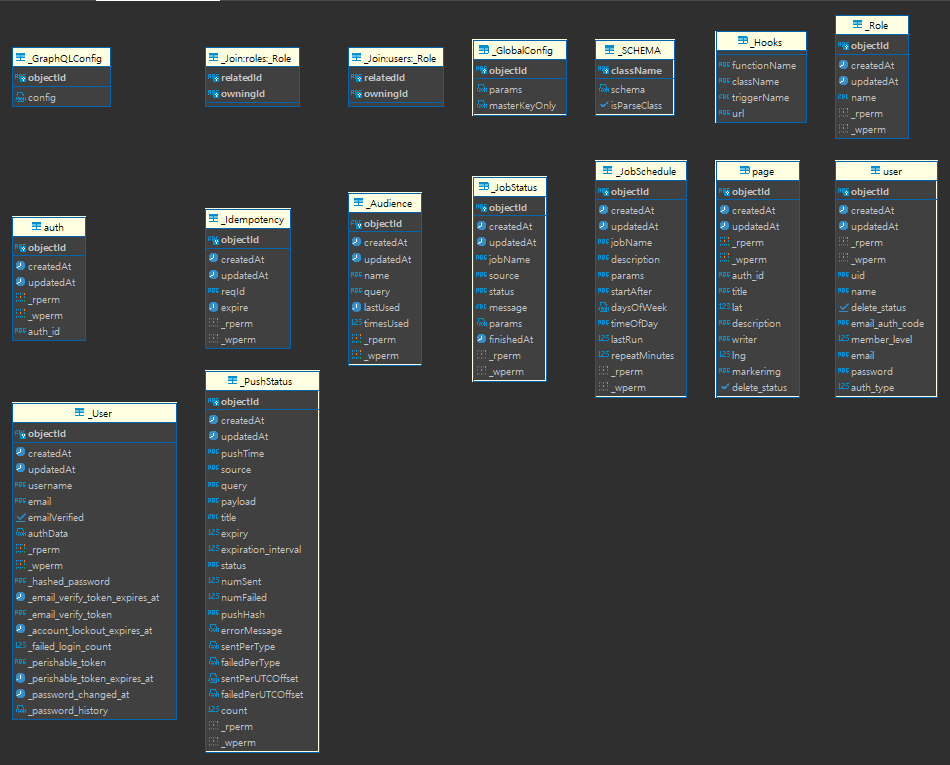 _GraphQLConfig
objectId
config
_Join:roles:_Role
relatedId
owningId
_Join:users:_Role
relatedId
owningId
_GlobalConfig
objectId
params
masterKeyOnly
_SCHEMA
className
schema
isParseClass
_Hooks
functionName
className
triggerName
url
_Role
objectId
createdAt
updatedAt
name
_rperm
_wperm
auth
objectId
createdAt
updatedAt
_rperm
_wperm
auth_id
_Idempotency
objectId
createdAt
updatedAt
reqId
expire
_rperm
_wperm
_Audience
objectId
createdAt
updatedAt
name
query
lastUsed
timesUsed
_rperm
_wperm
_JobStatus
objectId
createdAt
updatedAt
jobName
source
status
message
params
finishedAt
_rperm
_wperm
_JobSchedule
objectId
createdAt
updatedAt
jobName
description
params
startAfter
daysOfWeek
timeOfDay
lastRun
repeatMinutes
_rperm
_wperm
page
objectId
createdAt
updatedAt
_rperm
_wperm
auth_id
title
lat
description
writer
lng
markerimg
delete_status
user
objectId
createdAt
updatedAt
_rperm
_wperm
uid
name
delete_status
email_auth_code
member_level
email
password
auth_type
_User
objectId
createdAt
updatedAt
username
email
emailVerified
authData
_rperm
_wperm
_hashed_password
_email_verify_token_expires_at
_email_verify_token
_account_lockout_expires_at
_failed_login_count
_perishable_token
_perishable_token_expires_at
_password_changed_at
_password_history
_PushStatus
objectId
createdAt
updatedAt
pushTime
source
query
payload
title
expiry
expiration_interval
status
numSent
numFailed
pushHash
errorMessage
sentPerType
failedPerType
sentPerUTCOffset
failedPerUTCOffset
count
_rperm
_wperm